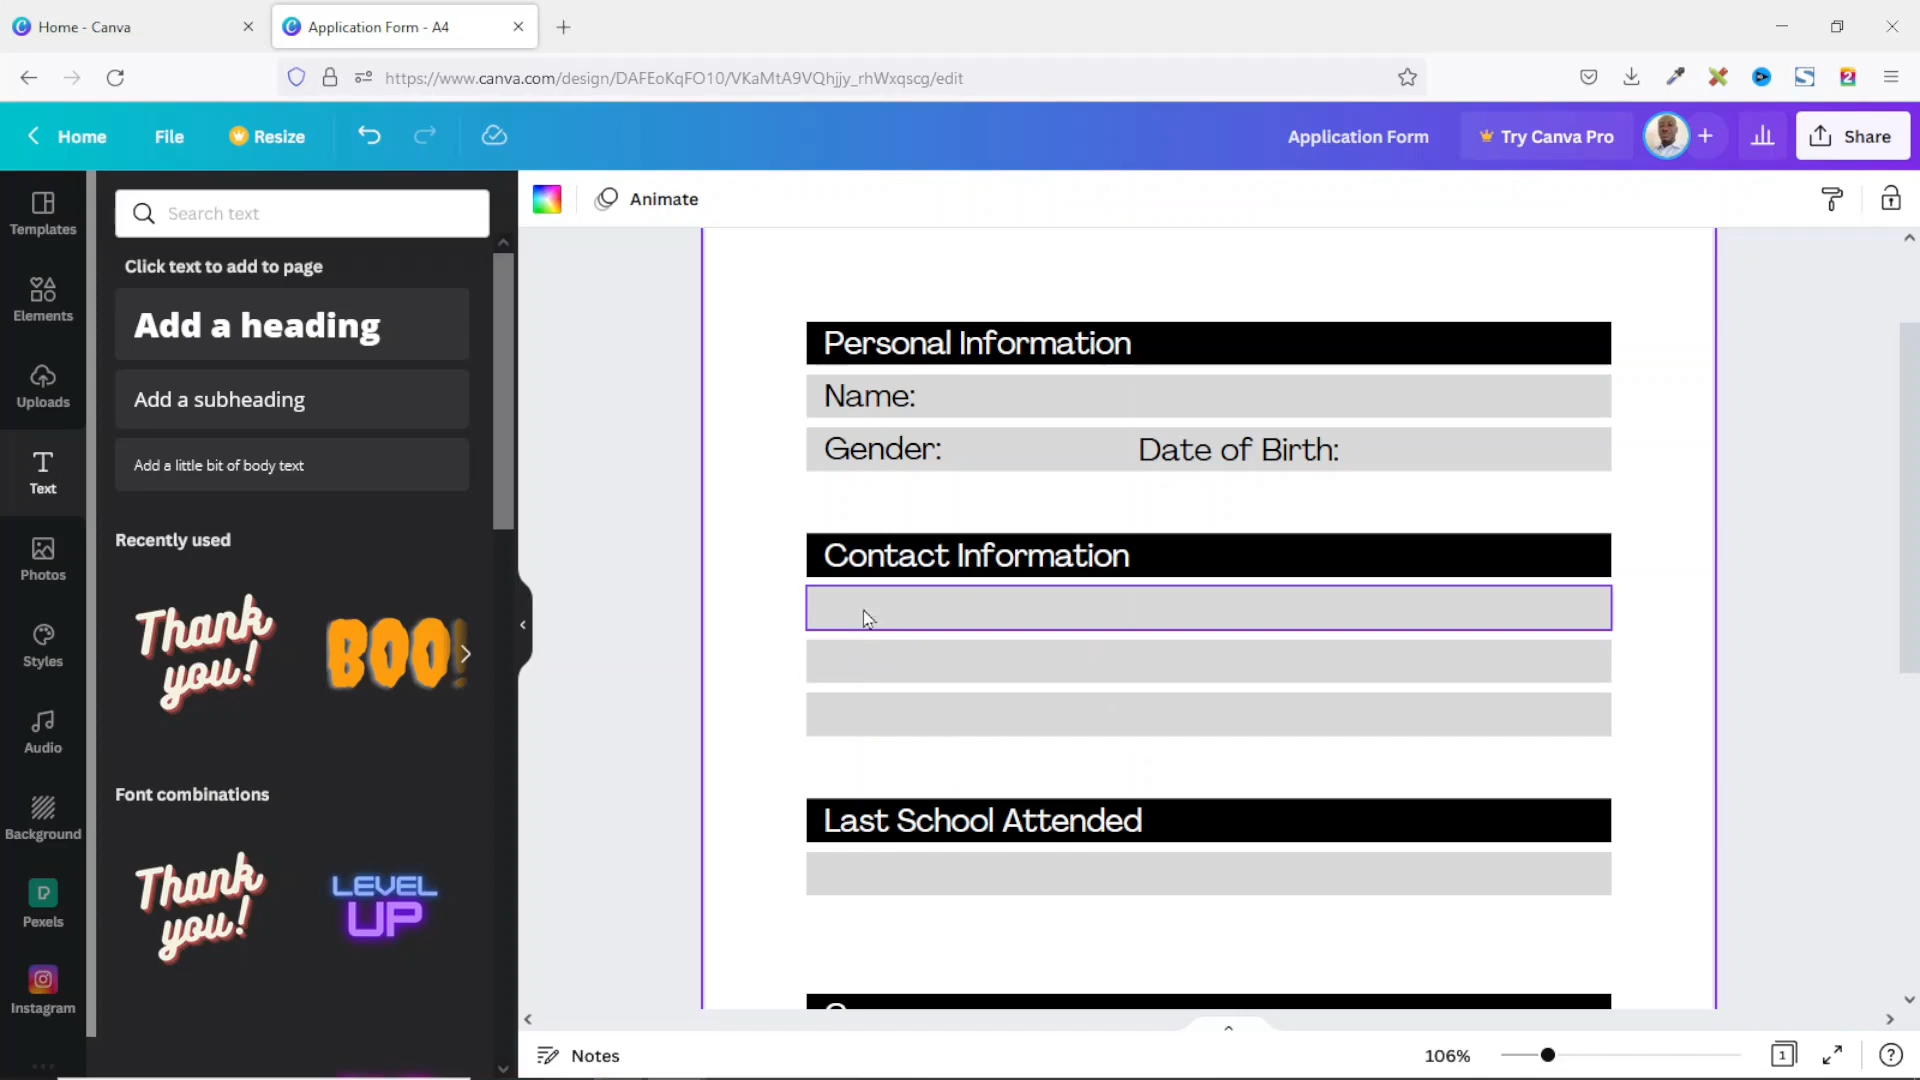 Home - Canva
Application Form - A4
https://www.canva.com/design/DAFEoKqFO10/VKaMtA9VQhjjy_rhWxqscg/edit
Home
File
Resize
Application Form
Try Canva Pro
Share
Templates
Elements
Uploads
Text
Photos
Styles
Audio
Background
Pexels
Instagram
Search text
Click text to add to page
Add a heading
Add a subheading
Add a little bit of body text
Recently used
Thank you!
BOO!
Font combinations
Thank you!
LEVEL UP
Animate
Personal Information
Name:
Gender: Date of Birth:
Contact Information
Last School Attended
Notes
106%
1